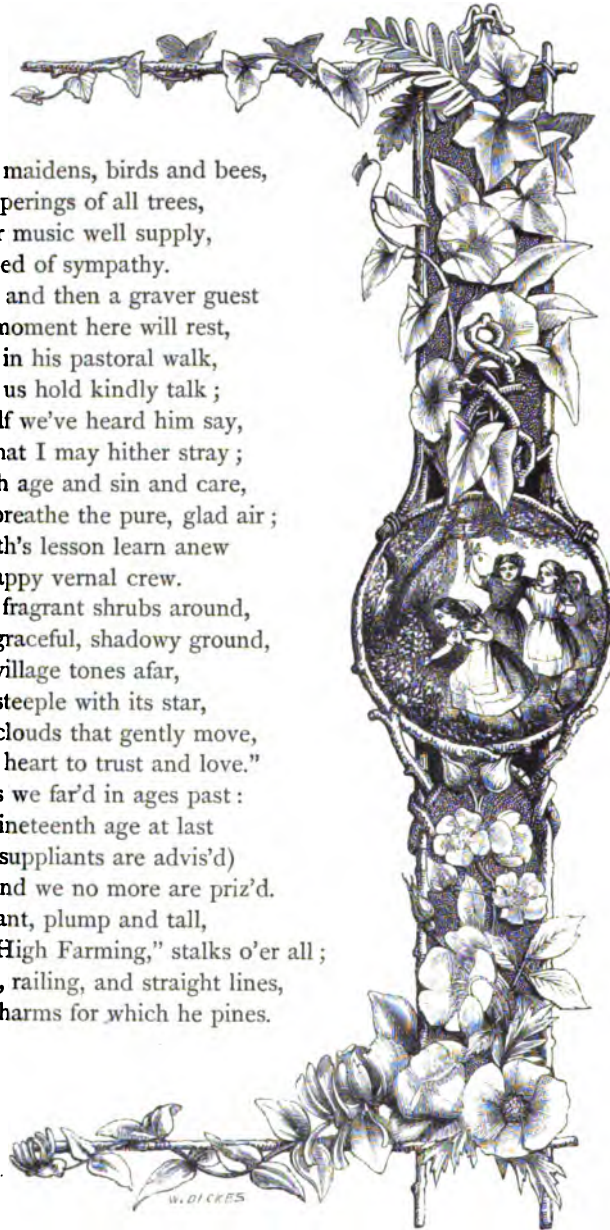 maidens, birds and bees,
perings of all trees,
music well supply,
ed of sympathy.
and then a graver guest
moment here will rest,
in his pastoral walk,
us hold kindly talk ;
lf we've heard him say,
hat I may hither stray ;
h age and sin and care,
breathe the pure, glad air ;
th's lesson learn anew
appy vernal crew.
fragrant shrubs around,
graceful, shadowy ground,
village tones afar,
steeple with its star,
clouds that gently move,
heart to trust and love."
s we far'd in ages past :
ineteenth age at last
suppliants are advis'd)
nd we no more are priz'd.
ant, plump and tall,
High Farming," stalks o'er all ;
, railing, and straight lines,
harms for which he pines.
W. DICKES